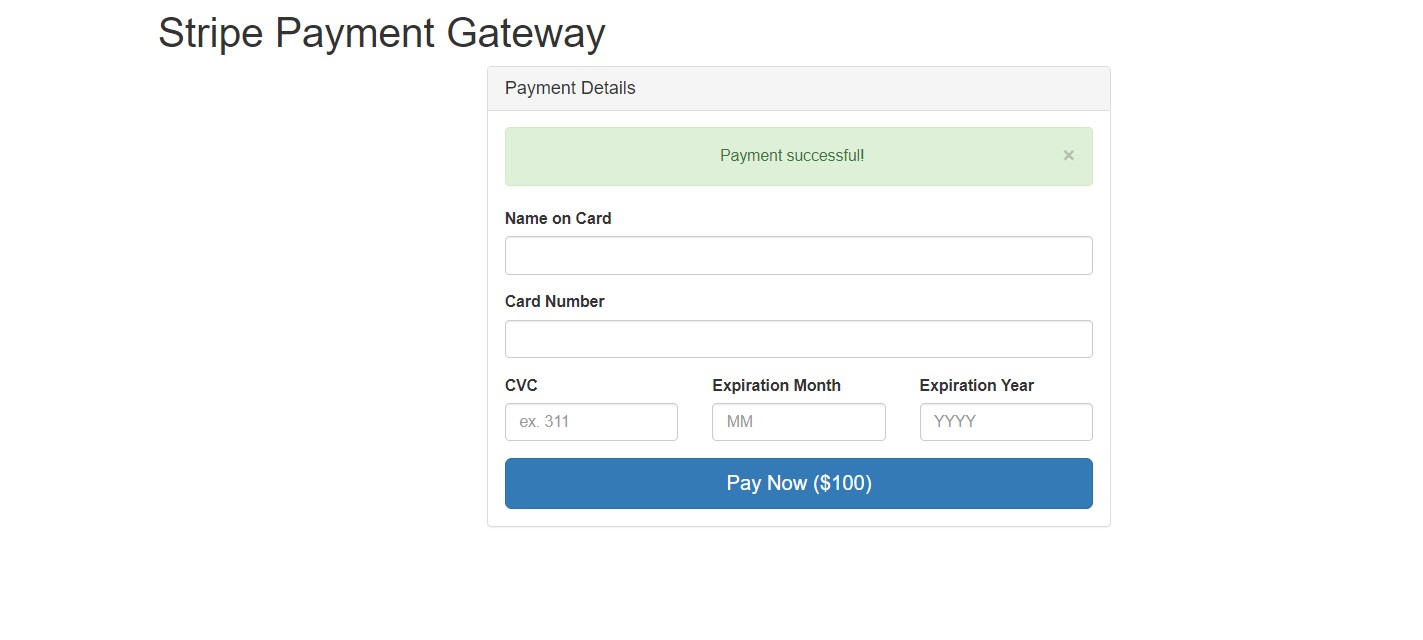 Stripe Payment Gateway
Payment Details
Payment successful! ×
Name on Card
Card Number
CVC Expiration Month Expiration Year
ex. 311 MM YYYY
Pay Now ($100)